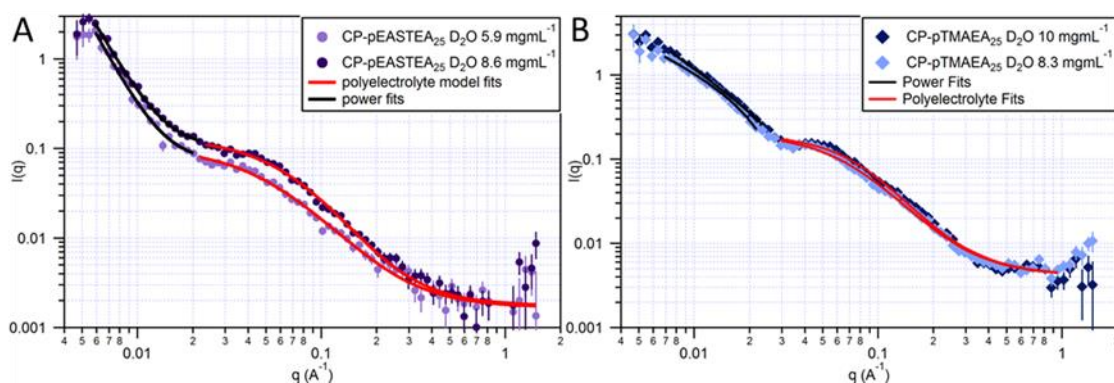 A
CP-pEASTEA₂₅ D₂O 5.9 mgmL⁻¹
CP-pEASTEA₂₅ D₂O 8.6 mgmL⁻¹
polyelectrolyte model fits
power fits
I(q)
1
0.1
0.01
0.001
4 5 6 7 8 0.01 2 3 4 5 6 7 8 0.1 2 3 4 5 6 7 8 1 2
q (A⁻¹)
B
CP-pTMAEA₂₅ D₂O 10 mgmL⁻¹
CP-pTMAEA₂₅ D₂O 8.3 mgmL⁻¹
Power Fits
Polyelectrolyte Fits
I(q)
1
0.1
0.01
0.001
4 5 6 7 8 0.01 2 3 4 5 6 7 8 0.1 2 3 4 5 6 7 8 1 2
q (A⁻¹)